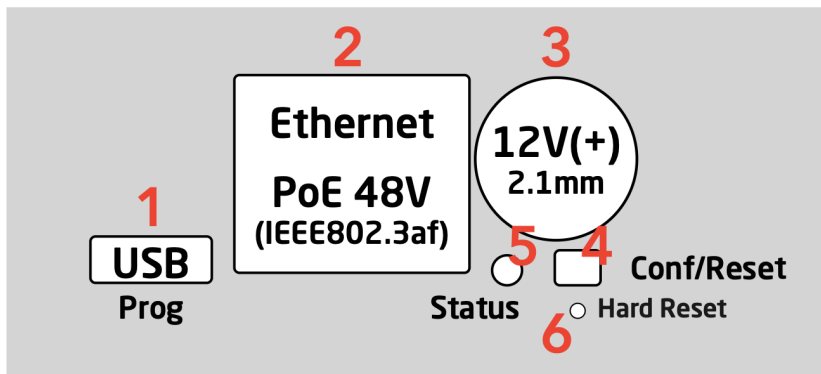 2
3
Ethernet
12V(+)
PoE 48V
2.1mm
1
(IEEE802.3af)
5
4
USB
Conf/Reset
Prog
Status
Hard Reset
6